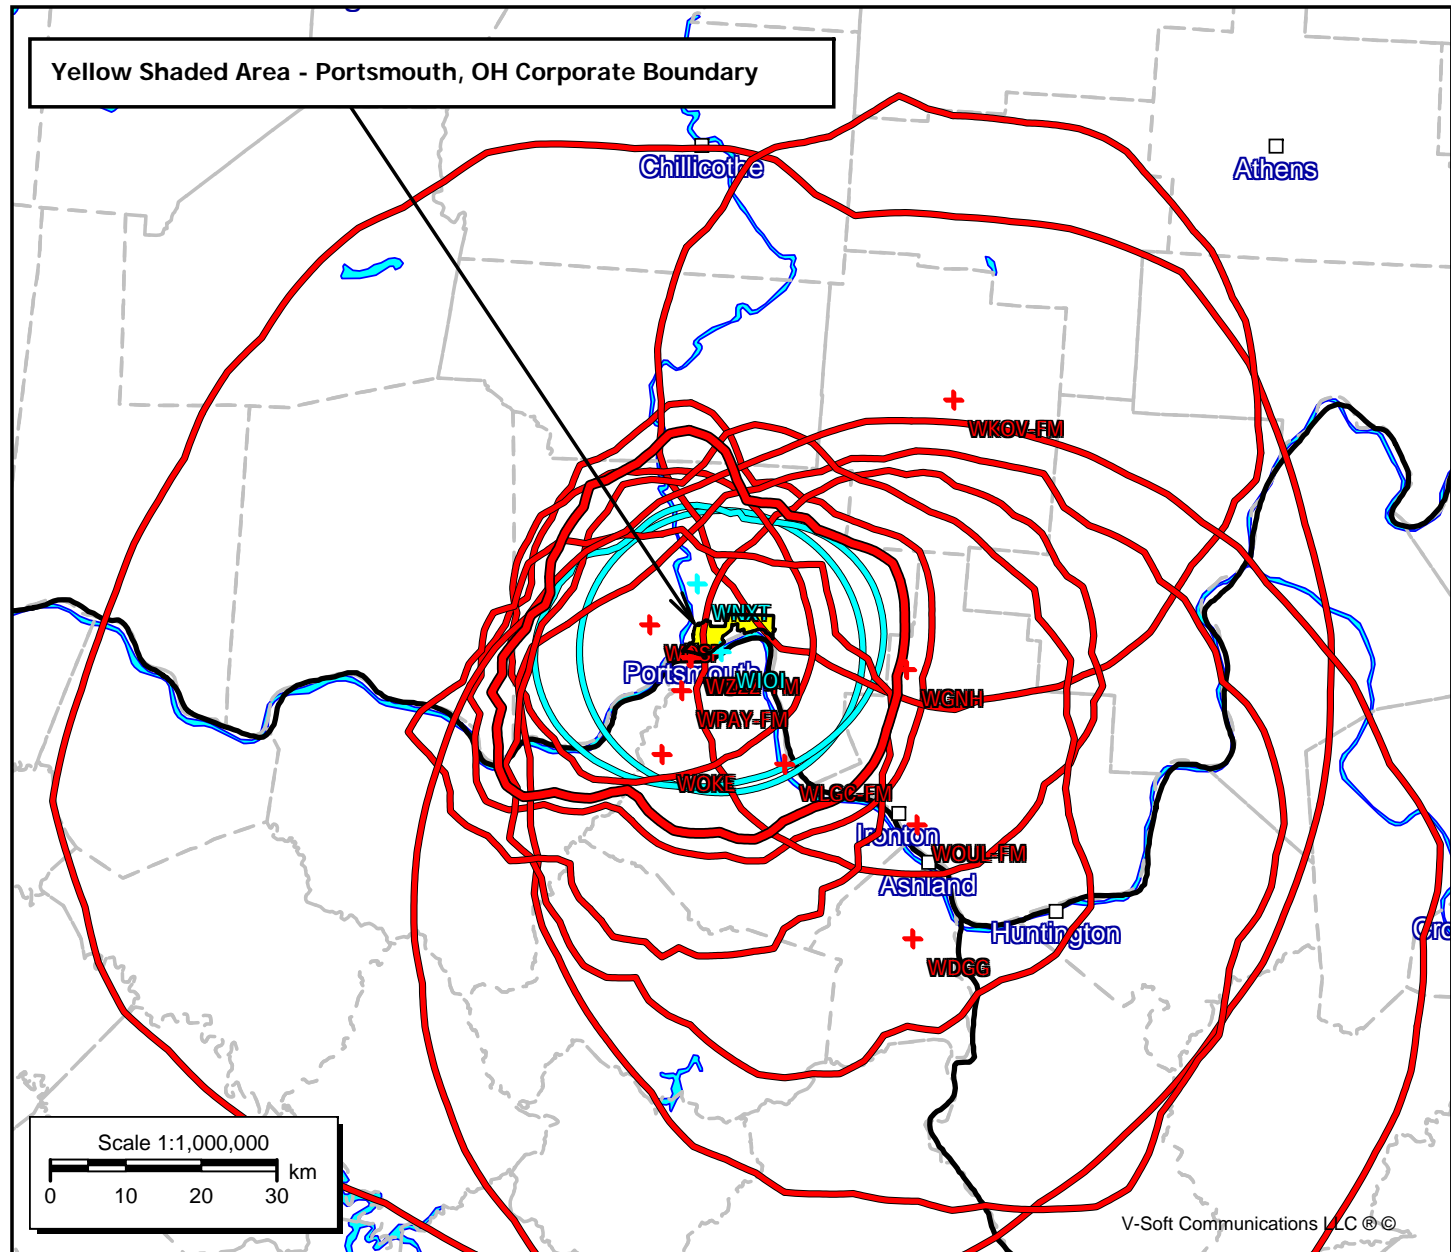 Yellow Shaded Area - Portsmouth, OH Corporate Boundary
Chillicothe
Athens
WKOV-FM
WNXT
Portsmouth
WIOI
WGNH
WPAY-FM
WOKE
WLGC-FM
Ironton
WOUL-FM
Ashland
Huntington
WDGG
Scale 1:1,000,000
km
0 10 20 30
V-Soft Communications LLC ® ©